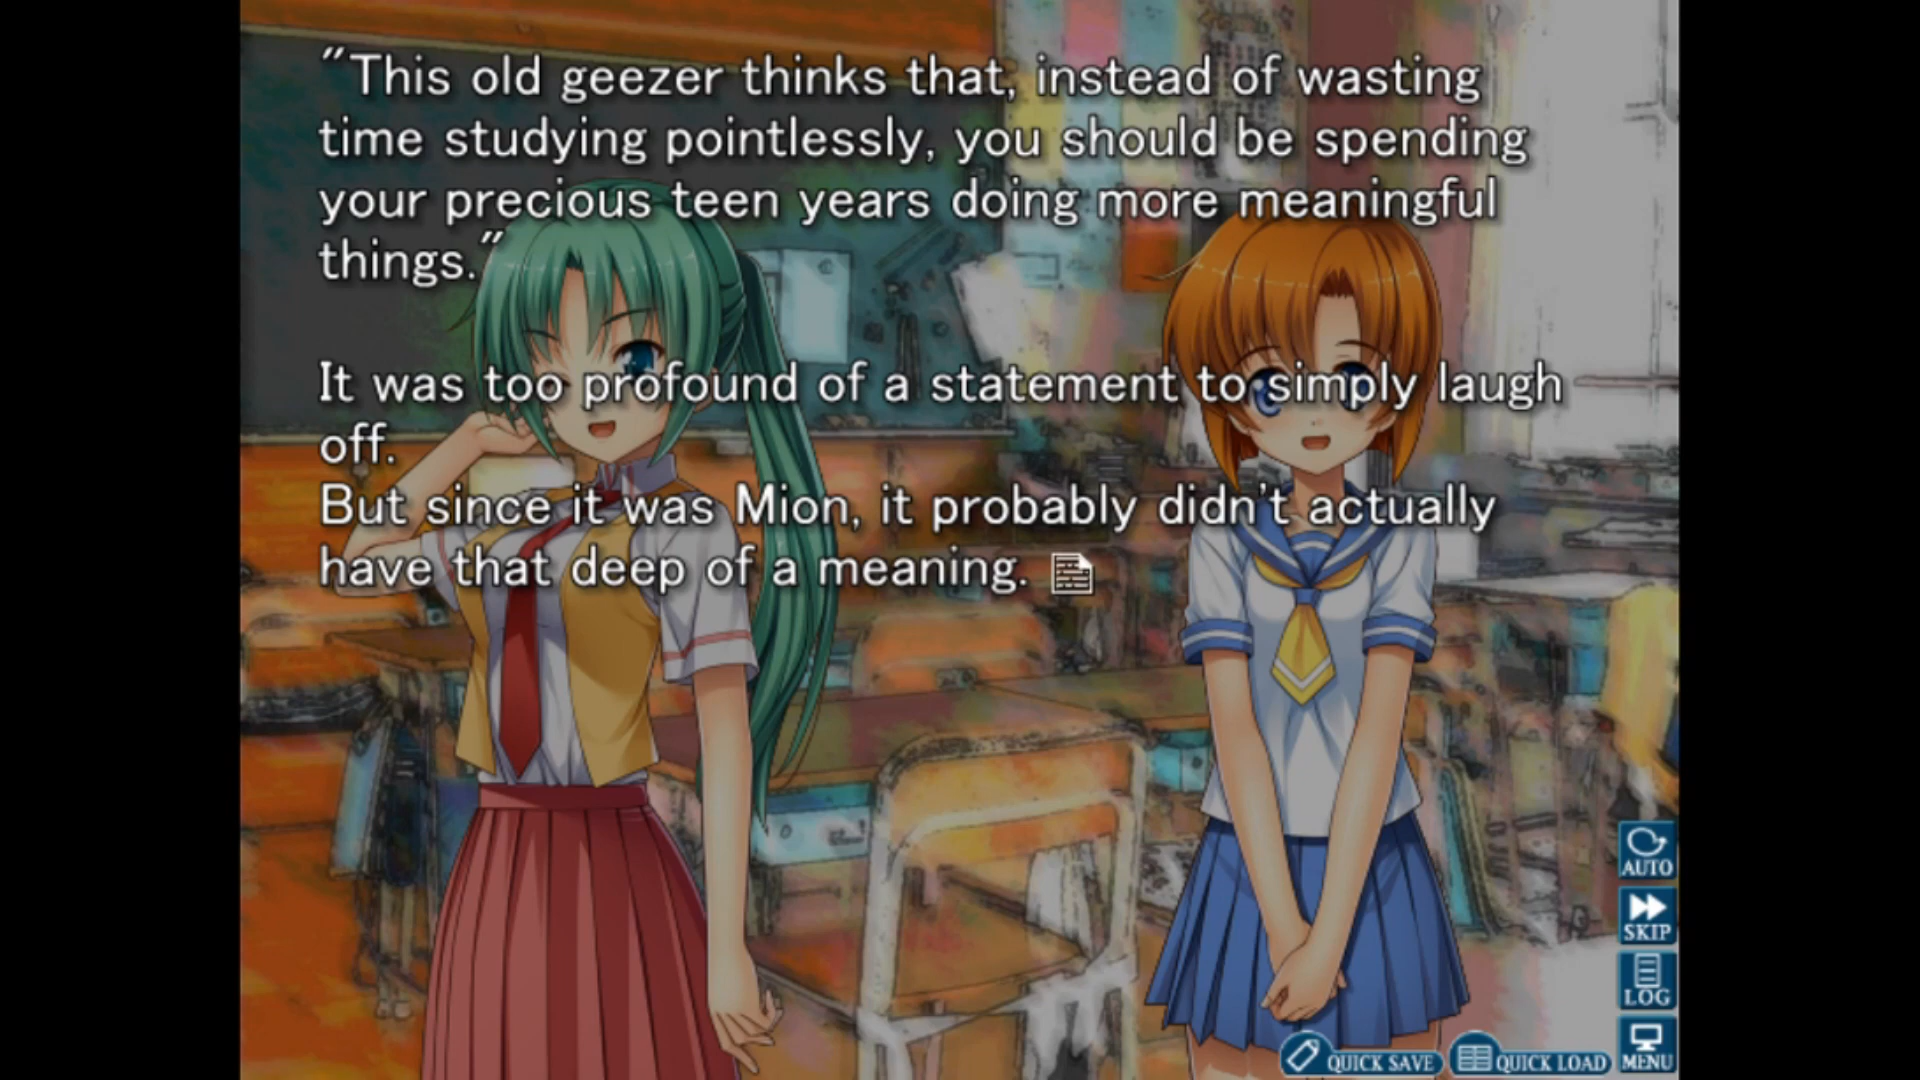 "This old geezer thinks that, instead of wasting
time studying pointlessly, you should be spending
your precious teen years doing more meaningful
things."
It was too profound of a statement to simply laugh
off.
But since it was Mion, it probably didn't actually
have that deep of a meaning.
AUTO
SKIP
LOG
MENU
QUICK SAVE
QUICK LOAD